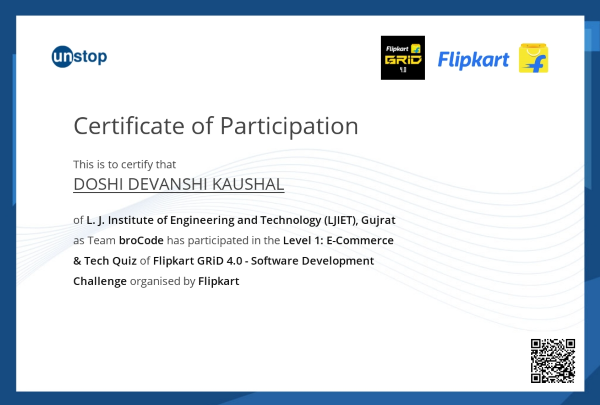 unstop
Flipkart
GRiD
4.0
Flipkart
Certificate of Participation
This is to certify that
DOSHI DEVANSHI KAUSHAL
of L. J. Institute of Engineering and Technology (LJIET), Gujrat
as Team broCode has participated in the Level 1: E-Commerce
& Tech Quiz of Flipkart GRiD 4.0 - Software Development
Challenge organised by Flipkart